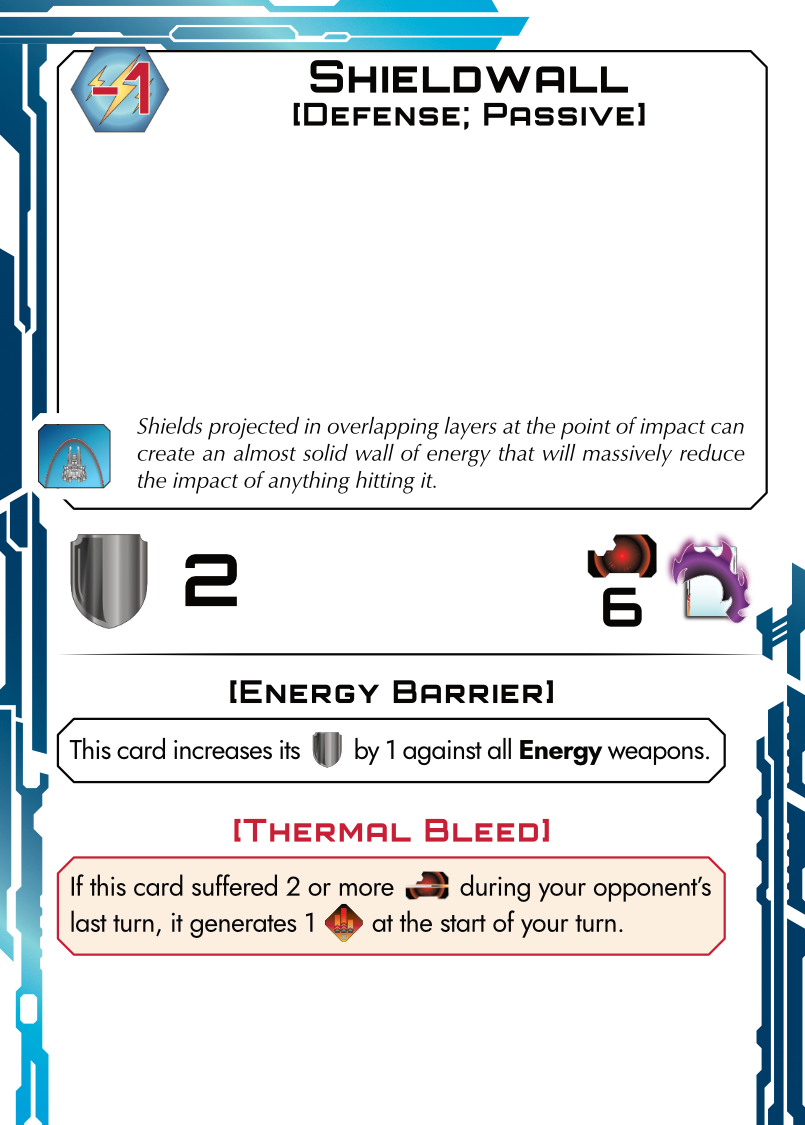 -1
Shieldwall
[Defense; Passive]
Shields projected in overlapping layers at the point of impact can
create an almost solid wall of energy that will massively reduce
the impact of anything hitting it.
2
6
[Energy Barrier]
This card increases its by 1 against all Energy weapons.
[Thermal Bleed]
If this card suffered 2 or more during your opponent’s
last turn, it generates 1 at the start of your turn.